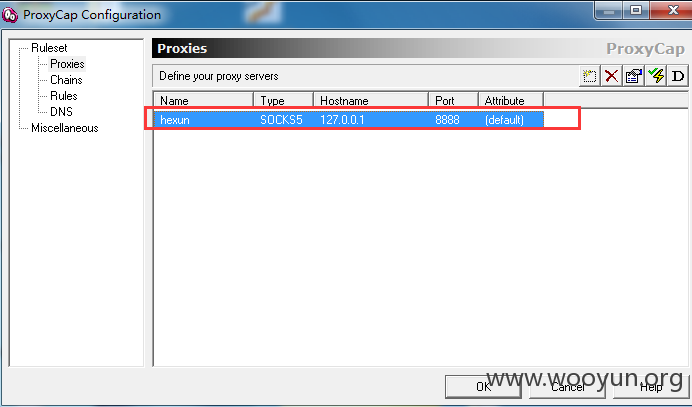 ProxyCap Configuration
Ruleset
Proxies
Chains
Rules
DNS
Miscellaneous
Proxies
ProxyCap
Define your proxy servers
D
Name Type Hostname Port Attribute
hexun SOCKS5 127.0.0.1 8888 (default)
OK Cancel Help
www.wooyun.org